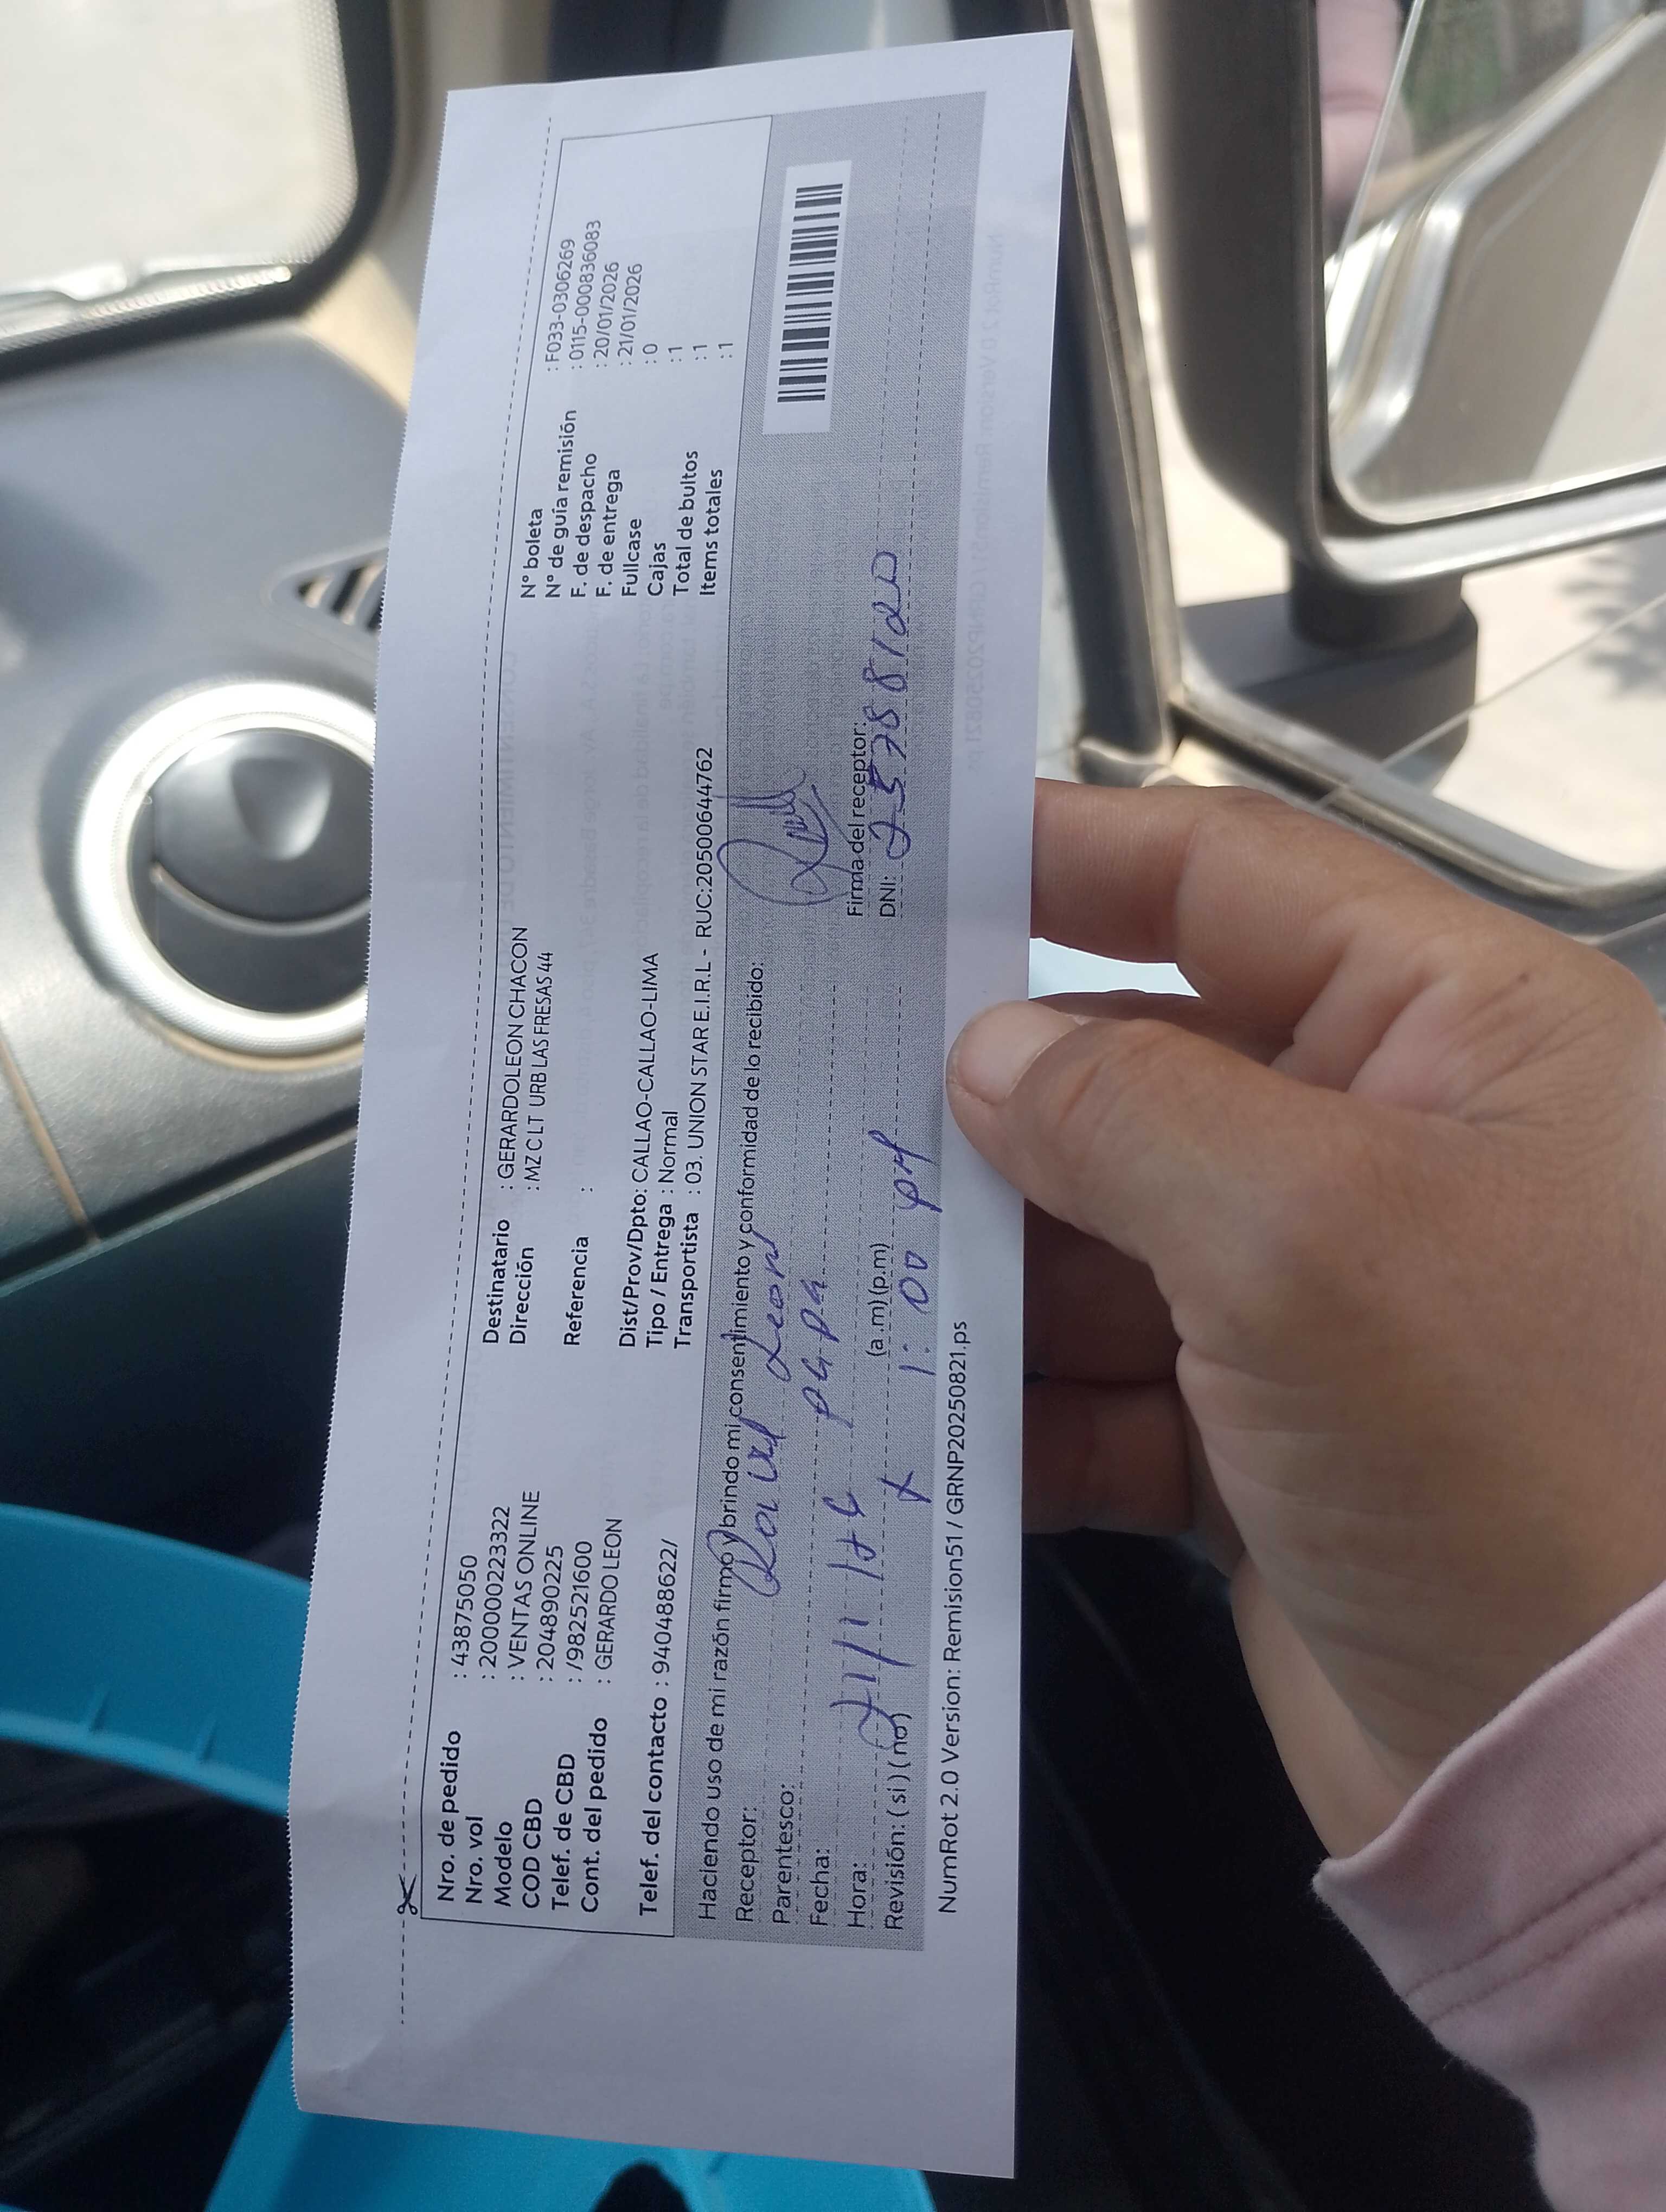 Nro. de pedido : 43875050
Nro. vol : 200000223322
Modelo : VENTAS ONLINE
COD CBD : 204890225
Telef. de CBD : /982521600
Cont. del pedido : GERARDO LEON
Telef. del contacto : 940488622/
Destinatario : GERARDOLEON CHACON
Dirección : MZ C LT URB LAS FRESAS 44
Referencia :
Dist/Prov/Dpto: CALLAO-CALLAO-LIMA
Tipo / Entrega : Normal
Transportista : 03. UNION STAR E.I.R.L - RUC:20500644762
N° boleta : F033-0306269
N° de guía remisión : 0115-000836083
F. de despacho : 20/01/2026
F. de entrega : 21/01/2026
Fullcase : 0
Cajas : 1
Total de bultos : 1
Items totales : 1
Haciendo uso de mi razón firmo y brindo mi consentimiento y conformidad de lo recibido:
Receptor: Raul Leon
Parentesco: papa
Fecha: 21/1
Hora: (a.m) (p.m) 1:00 pm
Revisión: (si) (no) x
Firma del receptor:
DNI: 25788122
NumRot 2.0 Version: Remision51 / GRNP20250821.ps